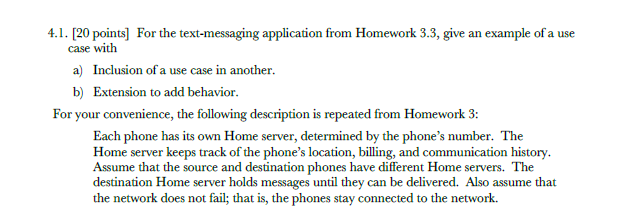 4.1. [20 points] For the text-messaging application from Homework 3.3, give an example of a use
case with
a) Inclusion of a use case in another.
b) Extension to add behavior.
For your convenience, the following description is repeated from Homework 3:
Each phone has its own Home server, determined by the phone's number. The
Home server keeps track of the phone's location, billing, and communication history.
Assume that the source and destination phones have different Home servers. The
destination Home server holds messages until they can be delivered. Also assume that
the network does not fail; that is, the phones stay connected to the network.